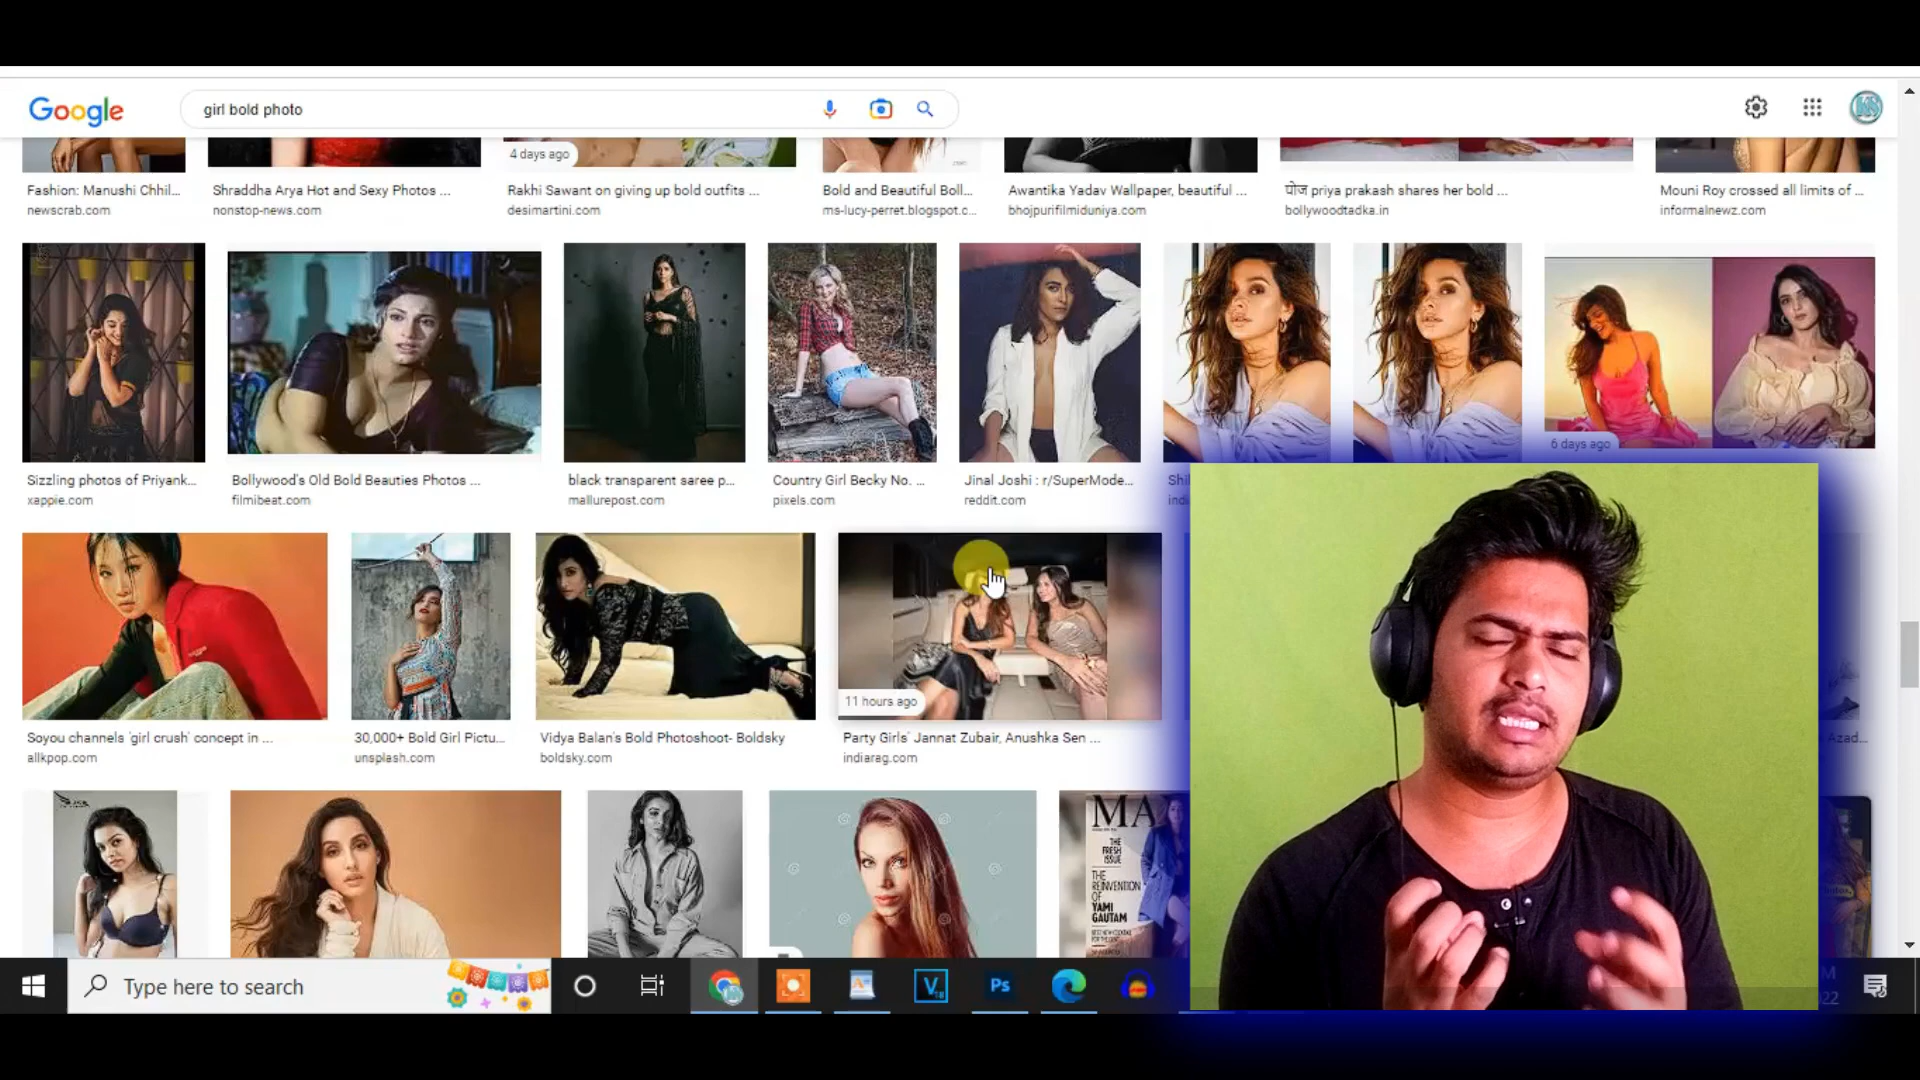 Google
girl bold photo
4 days ago
Fashion: Manushi Chhil...
newscrab.com
Shraddha Arya Hot and Sexy Photos ...
nonstop-news.com
Rakhi Sawant on giving up bold outfits ...
desimartini.com
Bold and Beautiful Boll...
ms-lucy-perret.blogspot.c...
Awantika Yadav Wallpaper, beautiful ...
bhojpurifilmiduniya.com
पोज priya prakash shares her bold ...
bollywoodtadka.in
Mouni Roy crossed all limits of ...
informalnewz.com
6 days ago
Sizzling photos of Priyank...
xappie.com
Bollywood's Old Bold Beauties Photos ...
filmibeat.com
black transparent saree p...
mallurepost.com
Country Girl Becky No. ...
pixels.com
Jinal Joshi : r/SuperMode...
reddit.com
11 hours ago
Soyou channels 'girl crush' concept in ...
allkpop.com
30,000+ Bold Girl Pictu...
unsplash.com
Vidya Balan's Bold Photoshoot- Boldsky
boldsky.com
Party Girls' Jannat Zubair, Anushka Sen ...
indiarag.com
Azad...
MA
THE
FRESH
ISSUE
THE
REINVENTION
OF
YAMI
GAUTAM
Type here to search
Ps